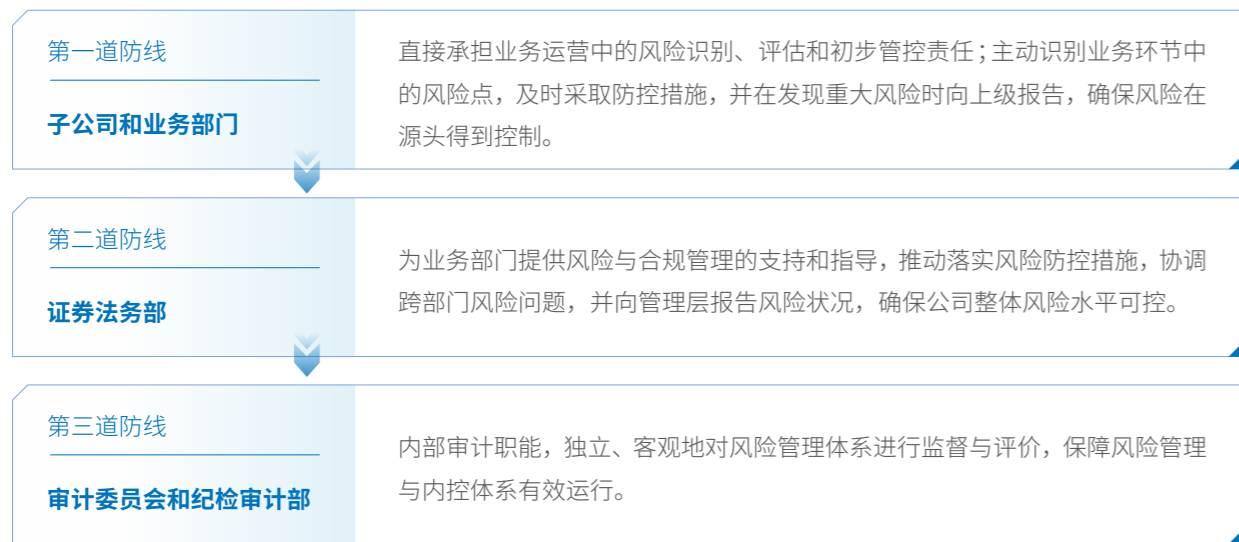 第一道防线
子公司和业务部门
直接承担业务运营中的风险识别、评估和初步管控责任；主动识别业务环节中
的风险点，及时采取防控措施，并在发现重大风险时向上级报告，确保风险在
源头得到控制。
第二道防线
证券法务部
为业务部门提供风险与合规管理的支持和指导，推动落实风险防控措施，协调
跨部门风险问题，并向管理层报告风险状况，确保公司整体风险水平可控。
第三道防线
审计委员会和纪检审计部
内部审计职能，独立、客观地对风险管理体系进行监督与评价，保障风险管理
与内控体系有效运行。